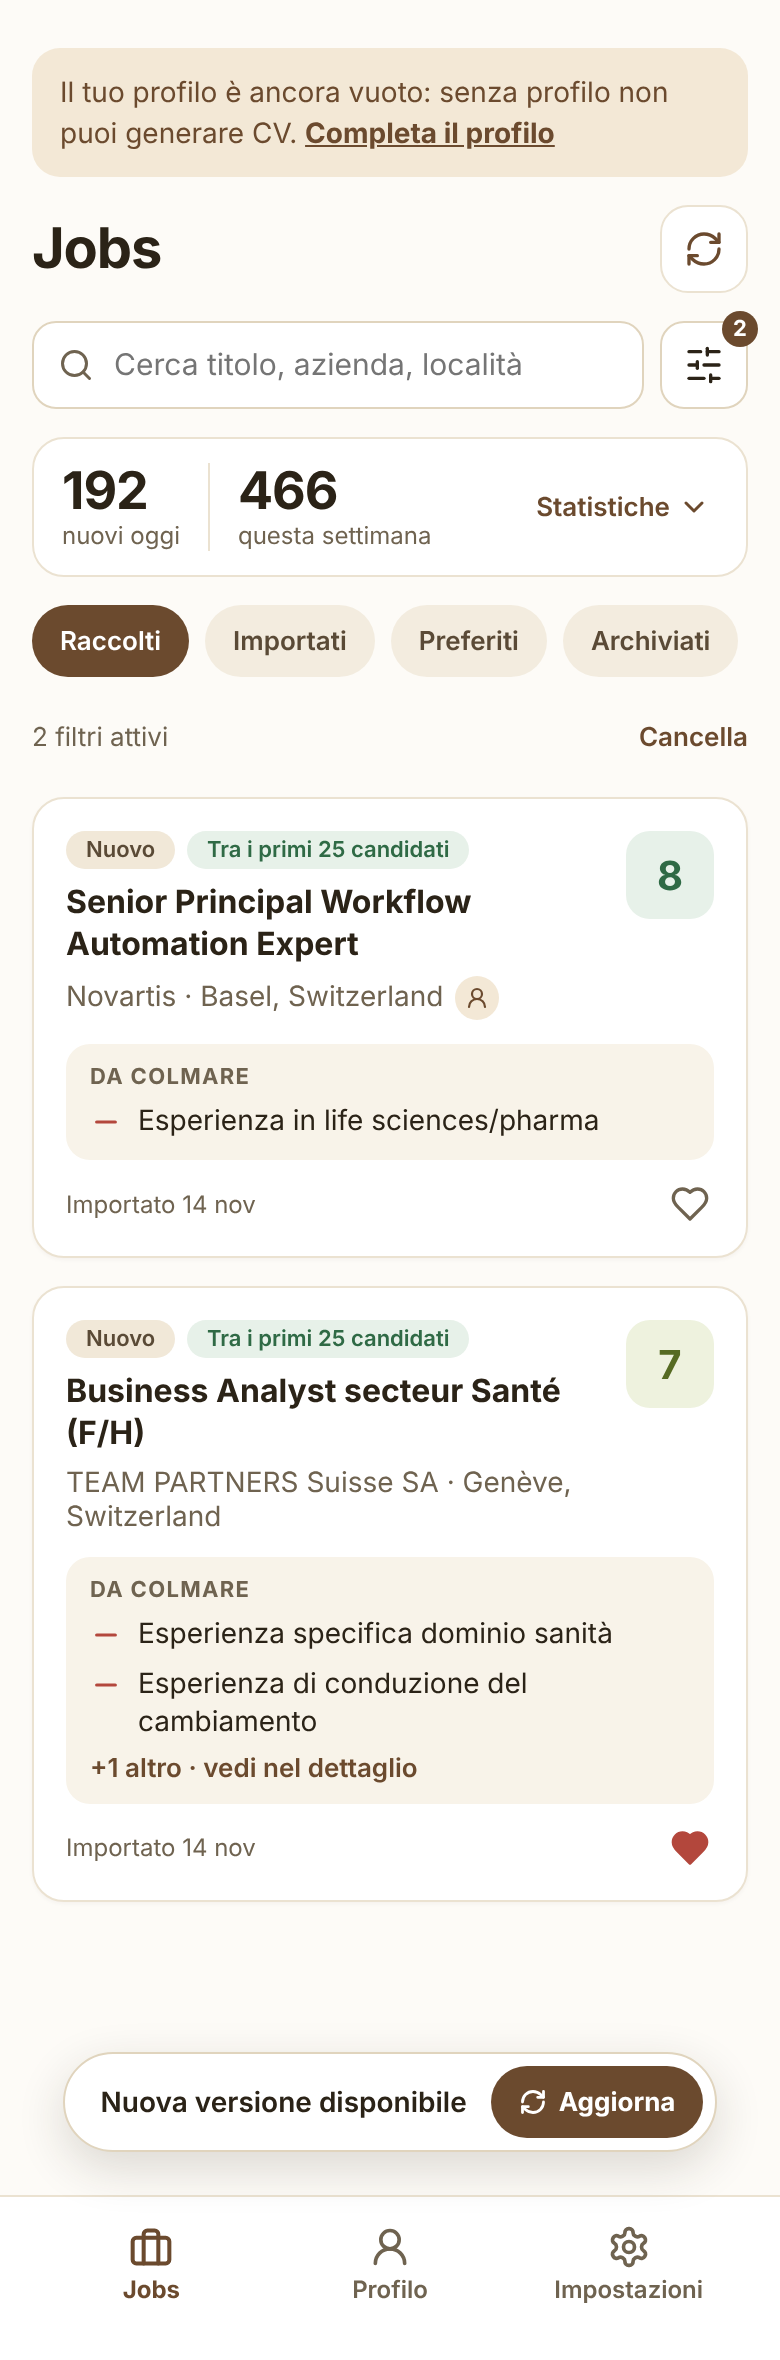 Il tuo profilo è ancora vuoto: senza profilo non
puoi generare CV. Completa il profilo
Jobs
Cerca titolo, azienda, località
2
192
nuovi oggi
466
questa settimana
Statistiche
Raccolti
Importati
Preferiti
Archiviati
2 filtri attivi
Cancella
Nuovo
Tra i primi 25 candidati
8
Senior Principal Workflow
Automation Expert
Novartis · Basel, Switzerland
DA COLMARE
— Esperienza in life sciences/pharma
Importato 14 nov
Nuovo
Tra i primi 25 candidati
7
Business Analyst secteur Santé
(F/H)
TEAM PARTNERS Suisse SA · Genève,
Switzerland
DA COLMARE
— Esperienza specifica dominio sanità
— Esperienza di conduzione del
cambiamento
+1 altro · vedi nel dettaglio
Importato 14 nov
Nuova versione disponibile
Aggiorna
Jobs
Profilo
Impostazioni